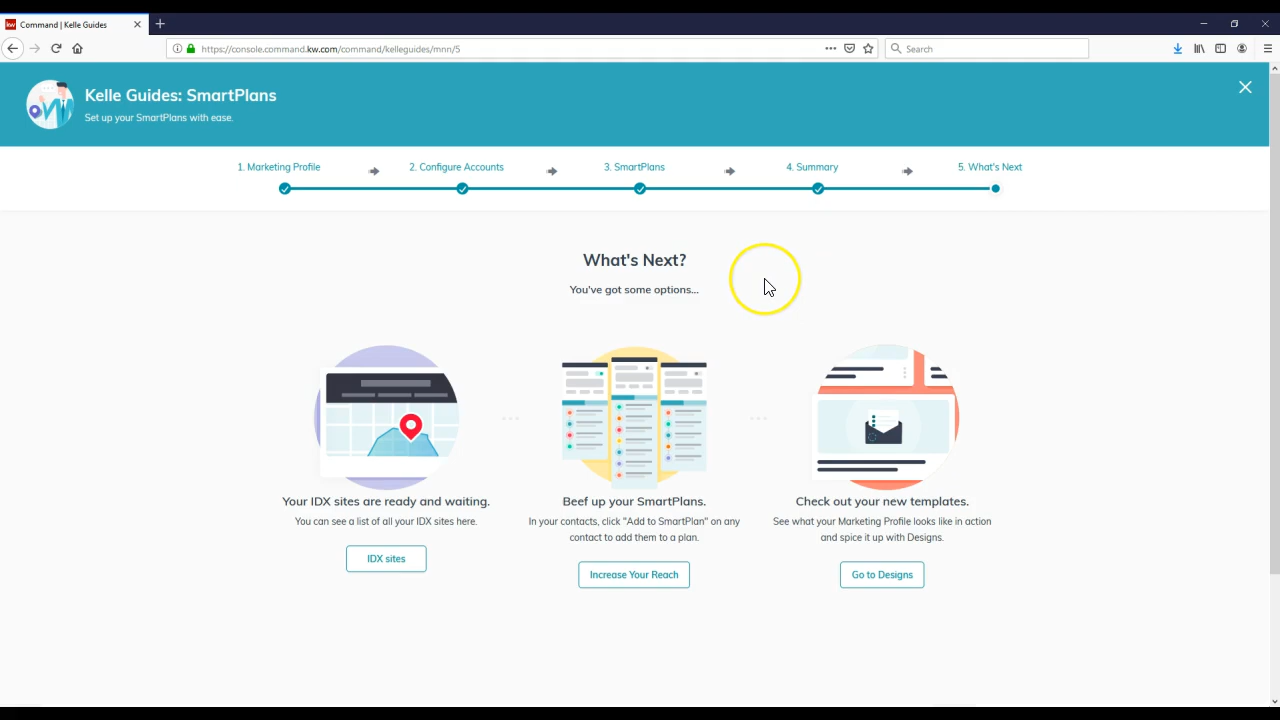 Command | Kelle Guides
https://console.command.kw.com/command/kelleguides/mnn/5
Search
Kelle Guides: SmartPlans
Set up your SmartPlans with ease.
1. Marketing Profile
2. Configure Accounts
3. SmartPlans
4. Summary
5. What's Next
What's Next?
You've got some options...
Your IDX sites are ready and waiting.
You can see a list of all your IDX sites here.
IDX sites
Beef up your SmartPlans.
In your contacts, click "Add to SmartPlan" on any
contact to add them to a plan.
Increase Your Reach
Check out your new templates.
See what your Marketing Profile looks like in action
and spice it up with Designs.
Go to Designs